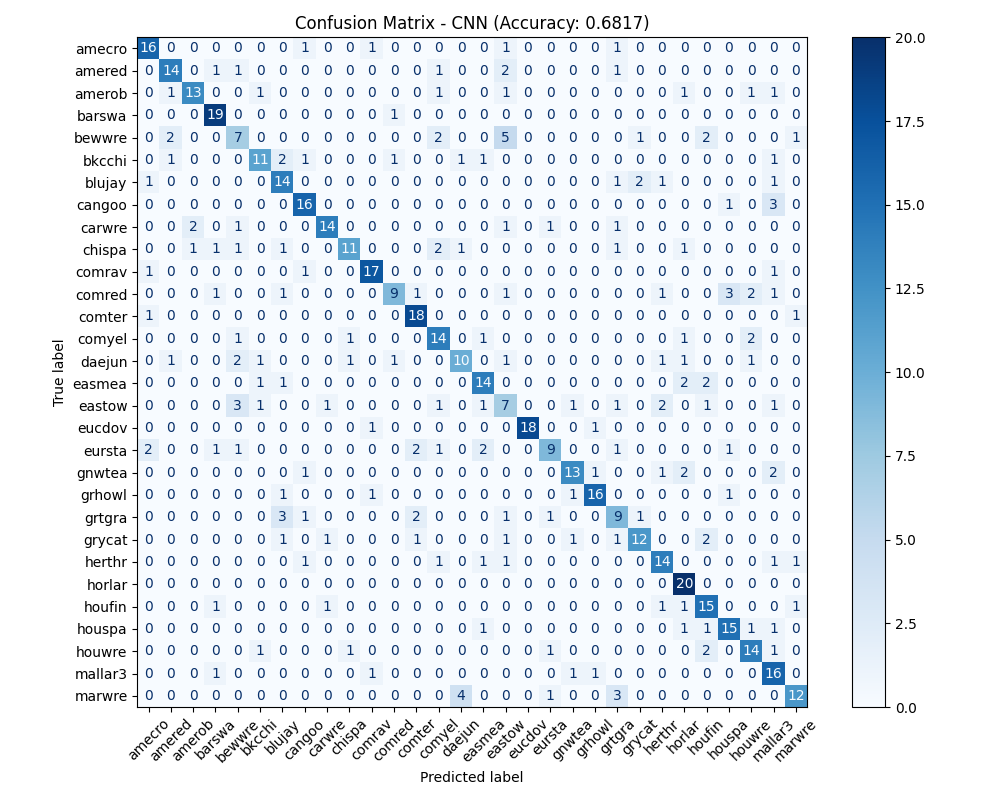 Confusion Matrix - CNN (Accuracy: 0.6817)
amecro 16 0 0 0 0 0 0 1 0 0 1 0 0 0 0 0 1 0 0 0 0 1 0 0 0 0 0 0 0 0
amered 0 14 0 1 1 0 0 0 0 0 0 0 0 1 0 0 2 0 0 0 0 1 0 0 0 0 0 0 0 0
amerob 0 1 13 0 0 1 0 0 0 0 0 0 0 1 0 0 1 0 0 0 0 0 0 0 1 0 0 1 1 0
barswa 0 0 0 19 0 0 0 0 0 0 0 1 0 0 0 0 0 0 0 0 0 0 0 0 0 0 0 0 0 0
bewwre 0 2 0 0 7 0 0 0 0 0 0 0 0 2 0 0 5 0 0 0 0 0 1 0 0 2 0 0 0 1
bkcchi 0 1 0 0 0 11 2 1 0 0 0 1 0 0 1 1 0 0 0 0 0 0 0 0 0 0 0 0 1 0
blujay 1 0 0 0 0 0 14 0 0 0 0 0 0 0 0 0 0 0 0 0 0 1 2 1 0 0 0 0 1 0
cangoo 0 0 0 0 0 0 0 16 0 0 0 0 0 0 0 0 0 0 0 0 0 0 0 0 0 0 1 0 3 0
carwre 0 0 2 0 1 0 0 0 14 0 0 0 0 0 0 0 1 0 1 0 0 1 0 0 0 0 0 0 0 0
chispa 0 0 1 1 1 0 1 0 0 11 0 0 0 2 1 0 0 0 0 0 0 1 0 0 1 0 0 0 0 0
comrav 1 0 0 0 0 0 0 1 0 0 17 0 0 0 0 0 0 0 0 0 0 0 0 0 0 0 0 0 1 0
comred 0 0 0 1 0 0 1 0 0 0 0 9 1 0 0 0 1 0 0 0 0 0 0 1 0 0 3 2 1 0
comter 1 0 0 0 0 0 0 0 0 0 0 0 18 0 0 0 0 0 0 0 0 0 0 0 0 0 0 0 0 1
comyel 0 0 0 0 1 0 0 0 0 1 0 0 0 14 0 1 0 0 0 0 0 0 0 0 1 0 0 2 0 0
daejun 0 1 0 0 2 1 0 0 0 1 0 1 0 0 10 0 1 0 0 0 0 0 0 1 1 0 0 1 0 0
easmea 0 0 0 0 0 1 1 0 0 0 0 0 0 0 0 14 0 0 0 0 0 0 0 0 2 2 0 0 0 0
eastow 0 0 0 0 3 1 0 0 1 0 0 0 0 1 0 1 7 0 0 1 0 1 0 2 0 1 0 0 1 0
eucdov 0 0 0 0 0 0 0 0 0 0 1 0 0 0 0 0 0 18 0 0 1 0 0 0 0 0 0 0 0 0
eursta 2 0 0 1 1 0 0 0 0 0 0 0 2 1 0 2 0 0 9 0 0 1 0 0 0 0 1 0 0 0
gnwtea 0 0 0 0 0 0 0 1 0 0 0 0 0 0 0 0 0 0 0 13 1 0 0 1 2 0 0 0 2 0
grhowl 0 0 0 0 0 0 1 0 0 0 1 0 0 0 0 0 0 0 0 1 16 0 0 0 0 0 1 0 0 0
grtgra 0 0 0 0 0 0 3 1 0 0 0 0 2 0 0 0 1 0 1 0 0 9 1 0 0 0 0 0 0 0
grycat 0 0 0 0 0 0 1 0 1 0 0 0 1 0 0 0 1 0 0 1 0 1 12 0 0 2 0 0 0 0
herthr 0 0 0 0 0 0 0 1 0 0 0 0 0 1 0 1 1 0 0 0 0 0 0 14 0 0 0 0 1 1
horlar 0 0 0 0 0 0 0 0 0 0 0 0 0 0 0 0 0 0 0 0 0 0 0 0 20 0 0 0 0 0
houfin 0 0 0 1 0 0 0 0 1 0 0 0 0 0 0 0 0 0 0 0 0 0 0 1 1 15 0 0 0 1
houspa 0 0 0 0 0 0 0 0 0 0 0 0 0 0 0 1 0 0 0 0 0 0 0 0 1 1 15 1 1 0
houwre 0 0 0 0 0 1 0 0 0 1 0 0 0 0 0 0 0 0 1 0 0 0 0 0 0 2 0 14 1 0
mallar3 0 0 0 1 0 0 0 0 0 0 1 0 0 0 0 0 0 0 0 1 1 0 0 0 0 0 0 0 16 0
marwre 0 0 0 0 0 0 0 0 0 0 0 0 0 0 4 0 0 0 1 0 0 3 0 0 0 0 0 0 0 12
True label
amecro amered amerob barswa bewwre bkcchi blujay cangoo carwre chispa comrav comred comter comyel daejun easmea eastow eucdov eursta gnwtea grhowl grtgra grycat herthr horlar houfin houspa houwre mallar3 marwre
Predicted label
20.0
17.5
15.0
12.5
10.0
7.5
5.0
2.5
0.0